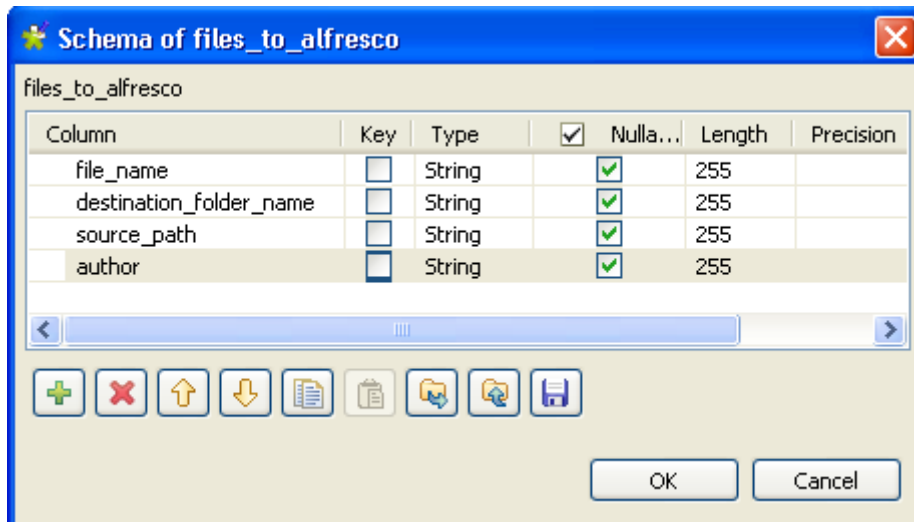 Schema of files_to_alfresco
files_to_alfresco
Column Key Type Nulla... Length Precision
file_name String 255
destination_folder_name String 255
source_path String 255
author String 255
OK Cancel